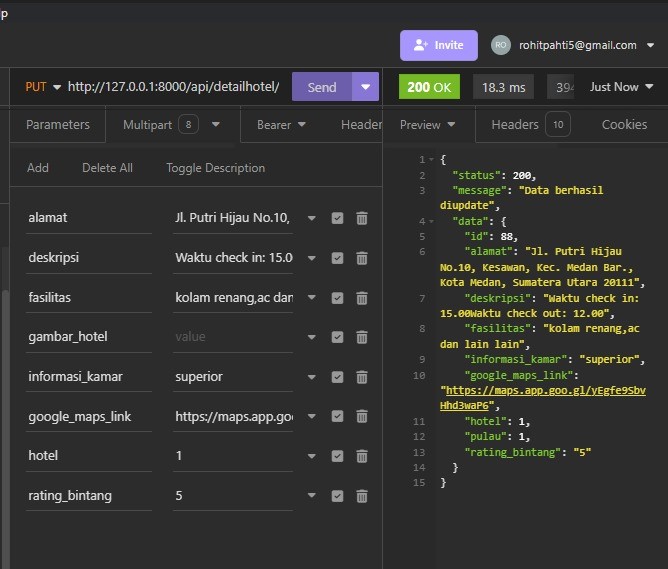 lp
Invite
RO
rohitpahti5@gmail.com
PUT
http://127.0.0.1:8000/api/detailhotel/
Send
200 OK
18.3 ms
394
Just Now
Parameters
Multipart
8
Bearer
Header
Preview
Headers
10
Cookies
Add
Delete All
Toggle Description
alamat
Jl. Putri Hijau No.10,
deskripsi
Waktu check in: 15.0
fasilitas
kolam renang,ac dan
gambar_hotel
value
informasi_kamar
superior
google_maps_link
https://maps.app.go
hotel
1
rating_bintang
5
1 {
2 "status": 200,
3 "message": "Data berhasil
diupdate",
4 "data": {
5 "id": 88,
6 "alamat": "Jl. Putri Hijau
No.10, Kesawan, Kec. Medan Bar.,
Kota Medan, Sumatera Utara 20111",
7 "deskripsi": "Waktu check in:
15.00Waktu check out: 12.00",
8 "fasilitas": "kolam renang,ac
dan lain lain",
9 "informasi_kamar": "superior",
10 "google_maps_link":
"https://maps.app.goo.gl/yEgfe9Sbv
Hhd3waP6",
11 "hotel": 1,
12 "pulau": 1,
13 "rating_bintang": "5"
14 }
15 }